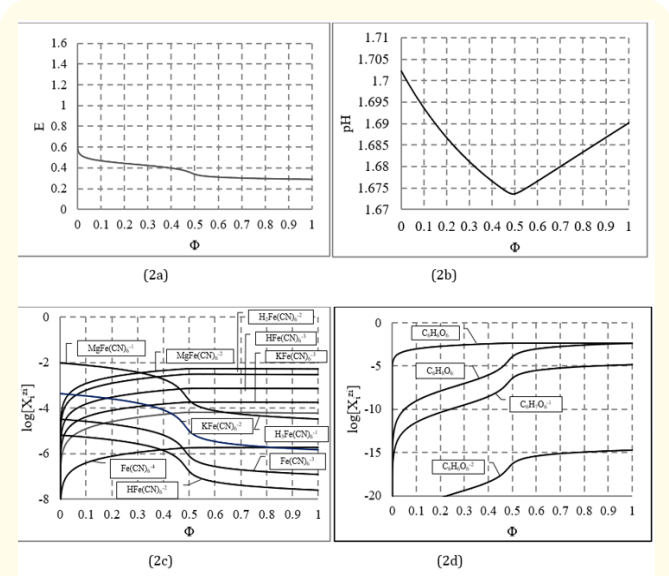 1.6
1.4
1.2
1
0.8
0.6
0.4
0.2
0
E
0 0.1 0.2 0.3 0.4 0.5 0.6 0.7 0.8 0.9 1
Φ
(2a)
1.71
1.705
1.7
1.695
1.69
1.685
1.68
1.675
1.67
pH
0 0.1 0.2 0.3 0.4 0.5 0.6 0.7 0.8 0.9 1
Φ
(2b)
0
-2
-4
-6
-8
log[Xᵢᶻⁱ]
MgFe(CN)₆⁻¹
MgFe(CN)₆⁻²
H₂Fe(CN)₆⁻²
HFe(CN)₆⁻³
KFe(CN)₆⁻³
KFe(CN)₆⁻²
H₂Fe(CN)₆⁻¹
Fe(CN)₆⁻⁴
Fe(CN)₆⁻³
HFe(CN)₆⁻²
0 0.1 0.2 0.3 0.4 0.5 0.6 0.7 0.8 0.9 1
Φ
(2c)
0
-5
-10
-15
-20
log[Xᵢᶻⁱ]
C₆H₆O₆
C₆H₈O₆
C₆H₇O₆⁻¹
C₆H₆O₆⁻²
0 0.1 0.2 0.3 0.4 0.5 0.6 0.7 0.8 0.9 1
Φ
(2d)